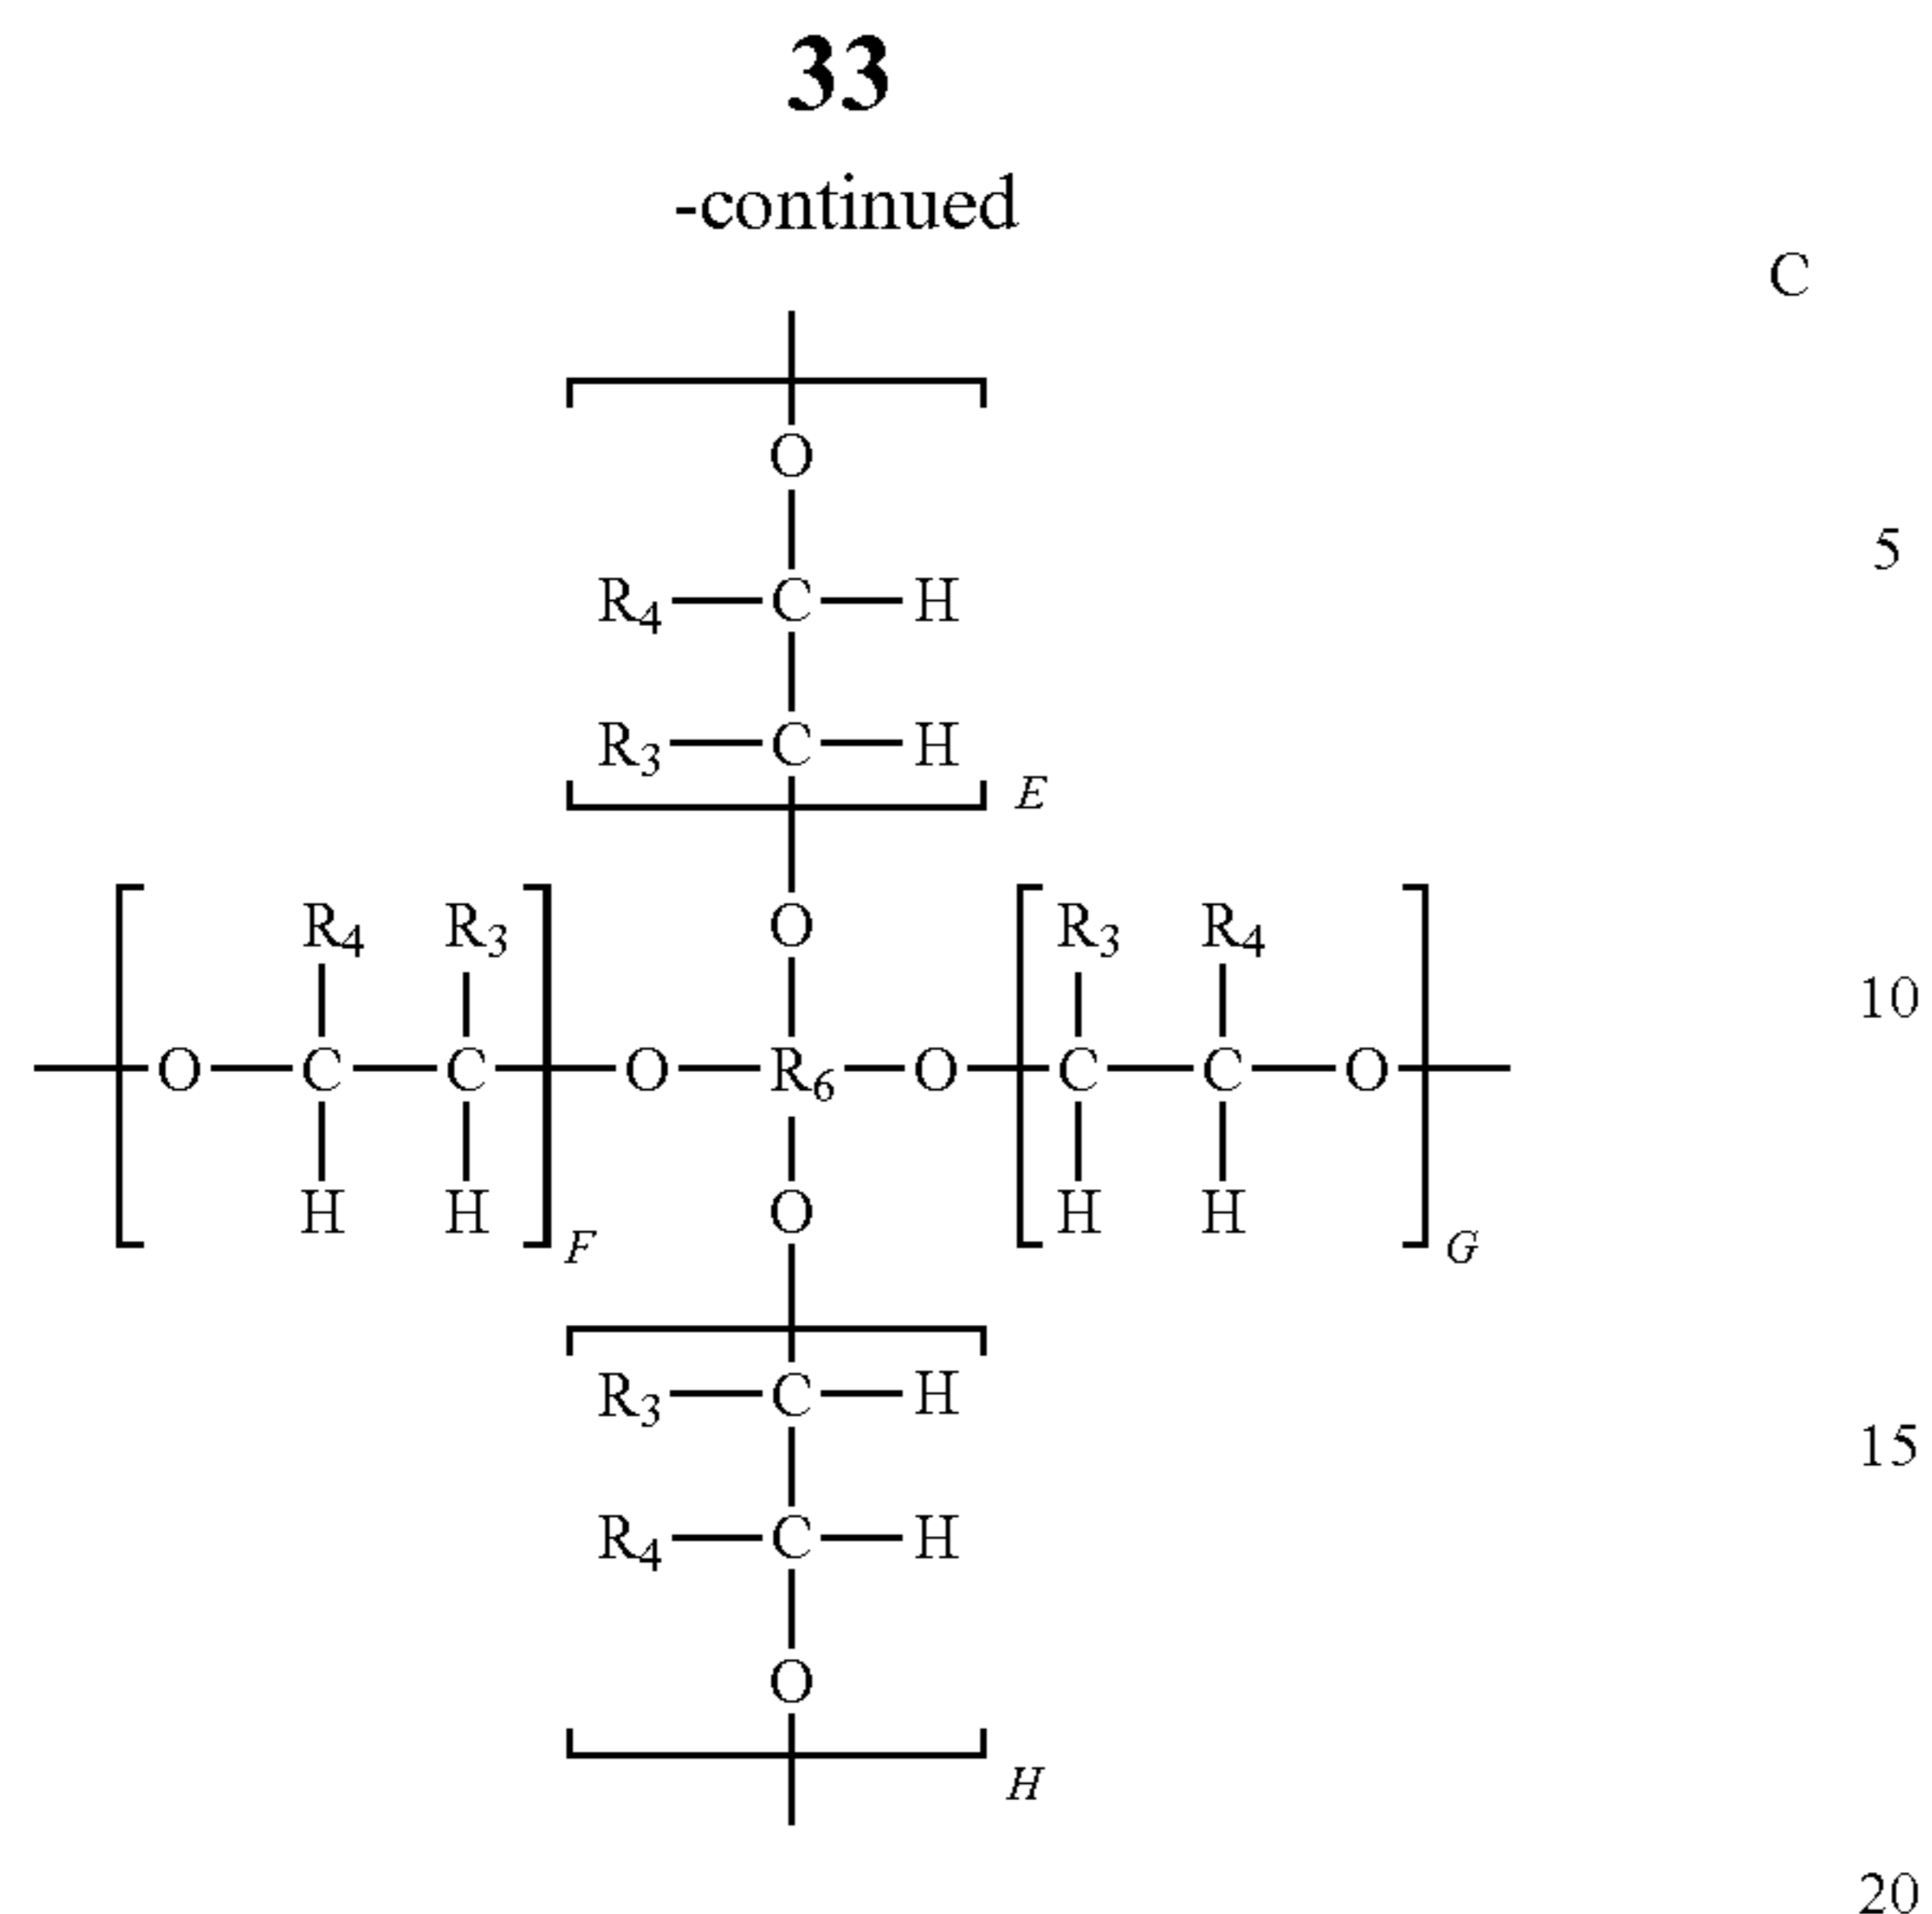 33
-continued
C
O
5
R4 C H
R3 C H
E
R4 R3 O R3 R4
10
O C C O R6 O C C O
H H O H H
F G
R3 C H
15
R4 C H
O
H
20